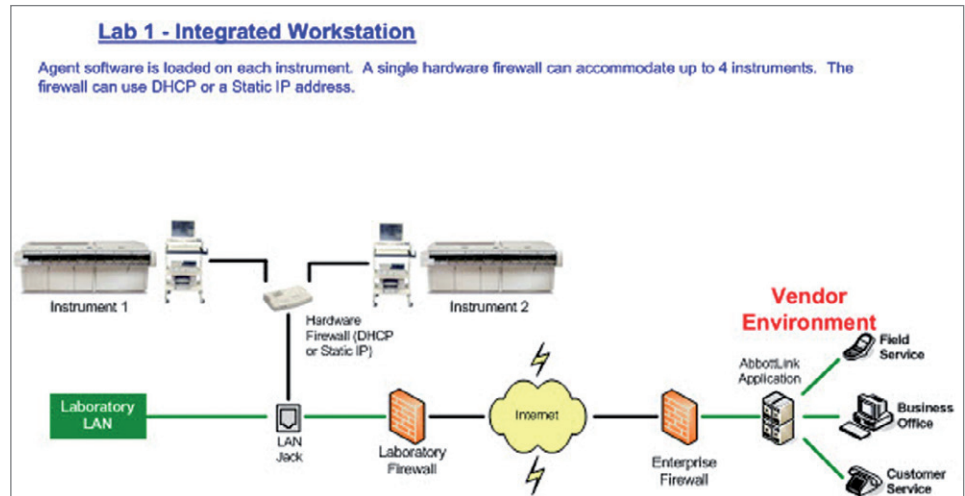 Lab 1 - Integrated Workstation
Agent software is loaded on each instrument. A single hardware firewall can accommodate up to 4 instruments. The
firewall can use DHCP or a Static IP address.
Instrument 1
Instrument 2
Hardware
Firewall (DHCP
or Static IP)
Vendor
Environment
Field
Service
AbbottLink
Application
Laboratory
LAN
LAN
Jack
Laboratory
Firewall
Internet
Enterprise
Firewall
Business
Office
Customer
Service